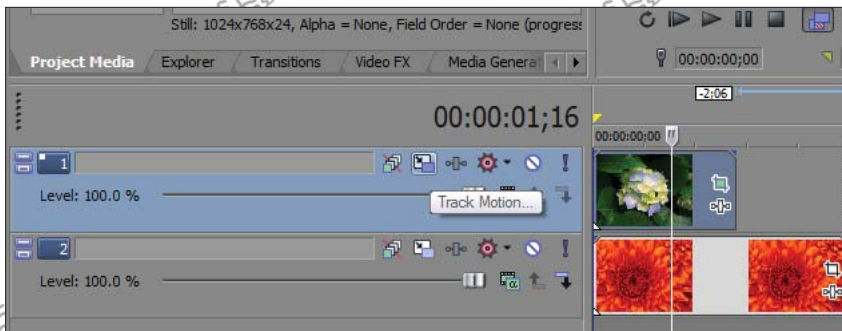 Still: 1024x768x24, Alpha = None, Field Order = None (progress
Project Media Explorer Transitions Video FX Media Generat
00:00:00;00
-2;06
00:00:01;16
00:00:00;00
1
Level: 100.0 %
Track Motion...
2
Level: 100.0 %